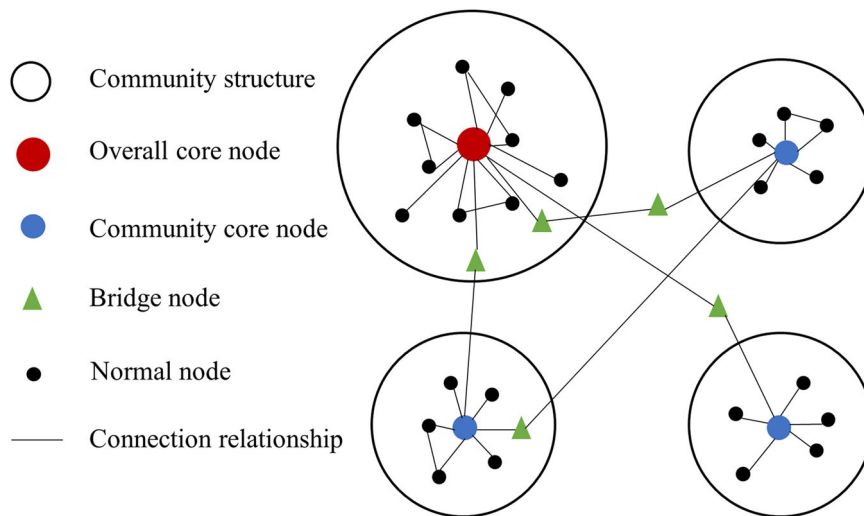 Community structure
Overall core node
Community core node
Bridge node
Normal node
Connection relationship